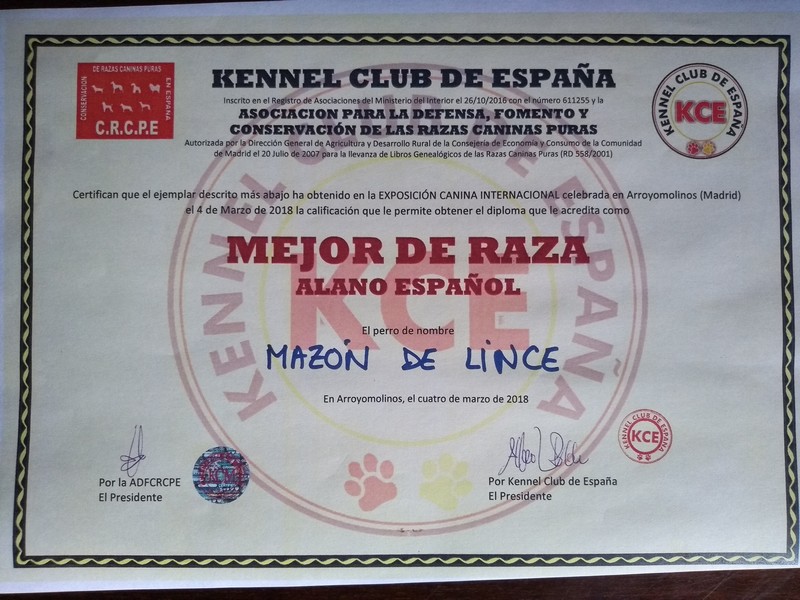 DE RAZAS CANINAS PURAS
CONSERVACION
EN ESPAÑA
C.R.C.P.E
KENNEL CLUB DE ESPAÑA
Inscrito en el Registro de Asociaciones del Ministerio del Interior el 26/10/2016 con el número 611255 y la
ASOCIACION PARA LA DEFENSA, FOMENTO Y
CONSERVACIÓN DE LAS RAZAS CANINAS PURAS
Autorizada por la Dirección General de Agricultura y Desarrollo Rural de la Consejería de Economía y Consumo de la Comunidad
de Madrid el 20 Julio de 2007 para la llevanza de Libros Genealógicos de las Razas Caninas Puras (RD 558/2001)
KENNEL CLUB DE ESPAÑA
KCE
Certifican que el ejemplar descrito más abajo ha obtenido en la EXPOSICIÓN CANINA INTERNACIONAL celebrada en Arroyomolinos (Madrid)
el 4 de Marzo de 2018 la calificación que le permite obtener el diploma que le acredita como
MEJOR DE RAZA
ALANO ESPAÑOL
KENNEL CLUB DE ESPAÑA
KCE
El perro de nombre
MAZÓN DE LINCE
En Arroyomolinos, el cuatro de marzo de 2018
KENNEL CLUB DE ESPAÑA
KCE
Por la ADFCRCPE
El Presidente
Por Kennel Club de España
El Presidente